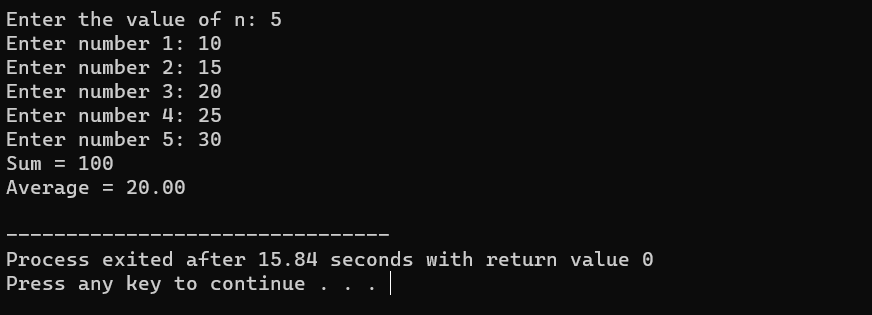 Enter the value of n: 5
Enter number 1: 10
Enter number 2: 15
Enter number 3: 20
Enter number 4: 25
Enter number 5: 30
Sum = 100
Average = 20.00
--------------------------------
Process exited after 15.84 seconds with return value 0
Press any key to continue . . .